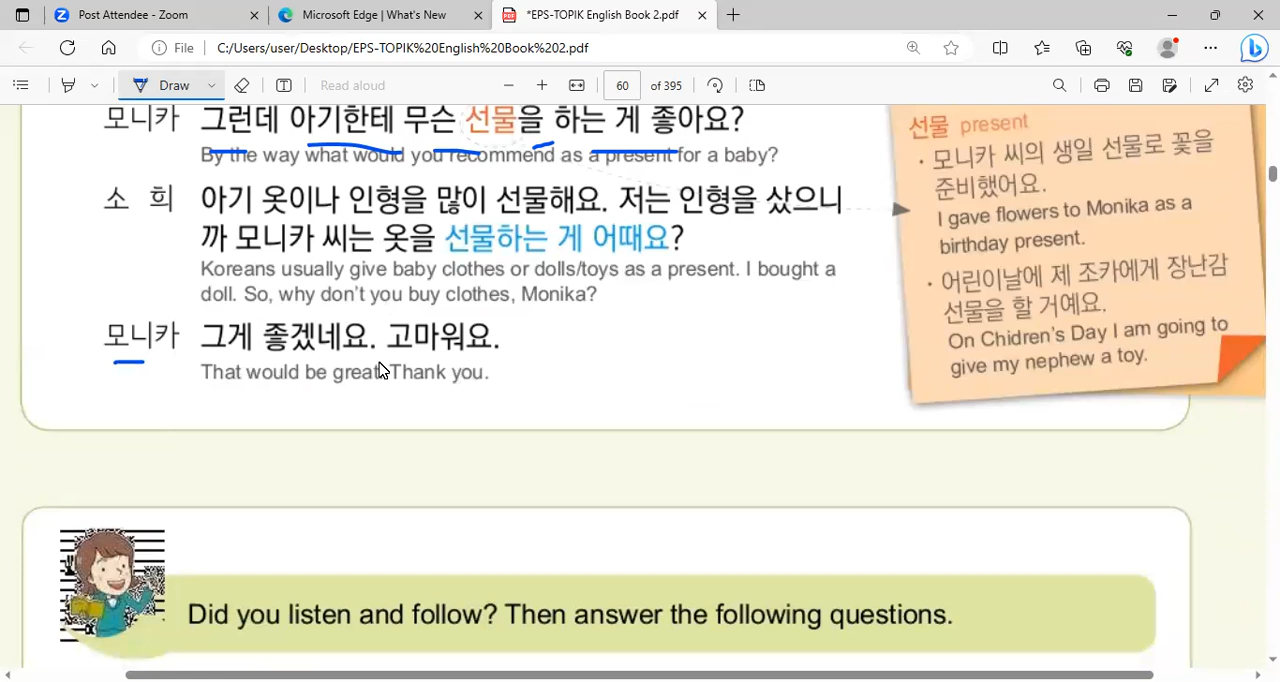 Post Attendee - Zoom
Microsoft Edge | What's New
*EPS-TOPIK English Book 2.pdf
File
C:/Users/user/Desktop/EPS-TOPIK%20English%20Book%202.pdf
Draw
Read aloud
60
of 395
모니카 그런데 아기한테 무슨 선물을 하는 게 좋아요?
By the way what would you recommend as a present for a baby?
소 희 아기 옷이나 인형을 많이 선물해요. 저는 인형을 샀으니
까 모니카 씨는 옷을 선물하는 게 어때요?
Koreans usually give baby clothes or dolls/toys as a present. I bought a
doll. So, why don't you buy clothes, Monika?
모니카 그게 좋겠네요. 고마워요.
That would be great. Thank you.
선물 present
· 모니카 씨의 생일 선물로 꽃을
준비했어요.
I gave flowers to Monika as a
birthday present.
· 어린이날에 제 조카에게 장난감
선물을 할 거예요.
On Chidren's Day I am going to
give my nephew a toy.
Did you listen and follow? Then answer the following questions.